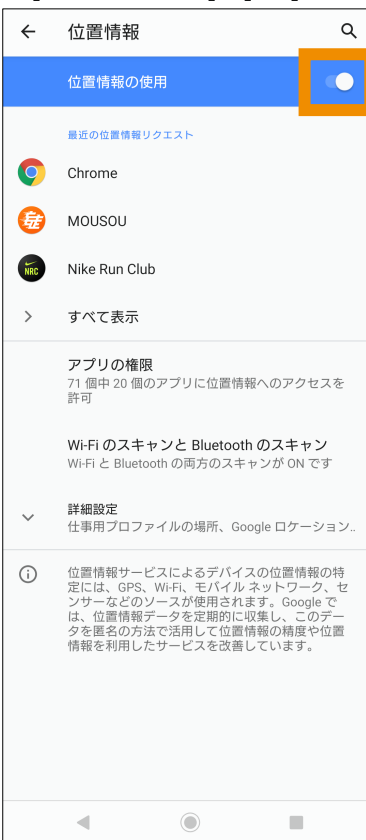 位置情報
位置情報の使用
最近の位置情報リクエスト
Chrome
MOUSOU
NRC
Nike Run Club
すべて表示
アプリの権限
71 個中 20 個のアプリに位置情報へのアクセスを
許可
Wi-Fi のスキャンと Bluetooth のスキャン
Wi-Fi と Bluetooth の両方のスキャンが ON です
詳細設定
仕事用プロファイルの場所、Google ロケーション..
位置情報サービスによるデバイスの位置情報の特
定には、GPS、Wi-Fi、モバイル ネットワーク、セ
ンサーなどのソースが使用されます。Google で
は、位置情報データを定期的に収集し、このデー
タを匿名の方法で活用して位置情報の精度や位置
情報を利用したサービスを改善しています。